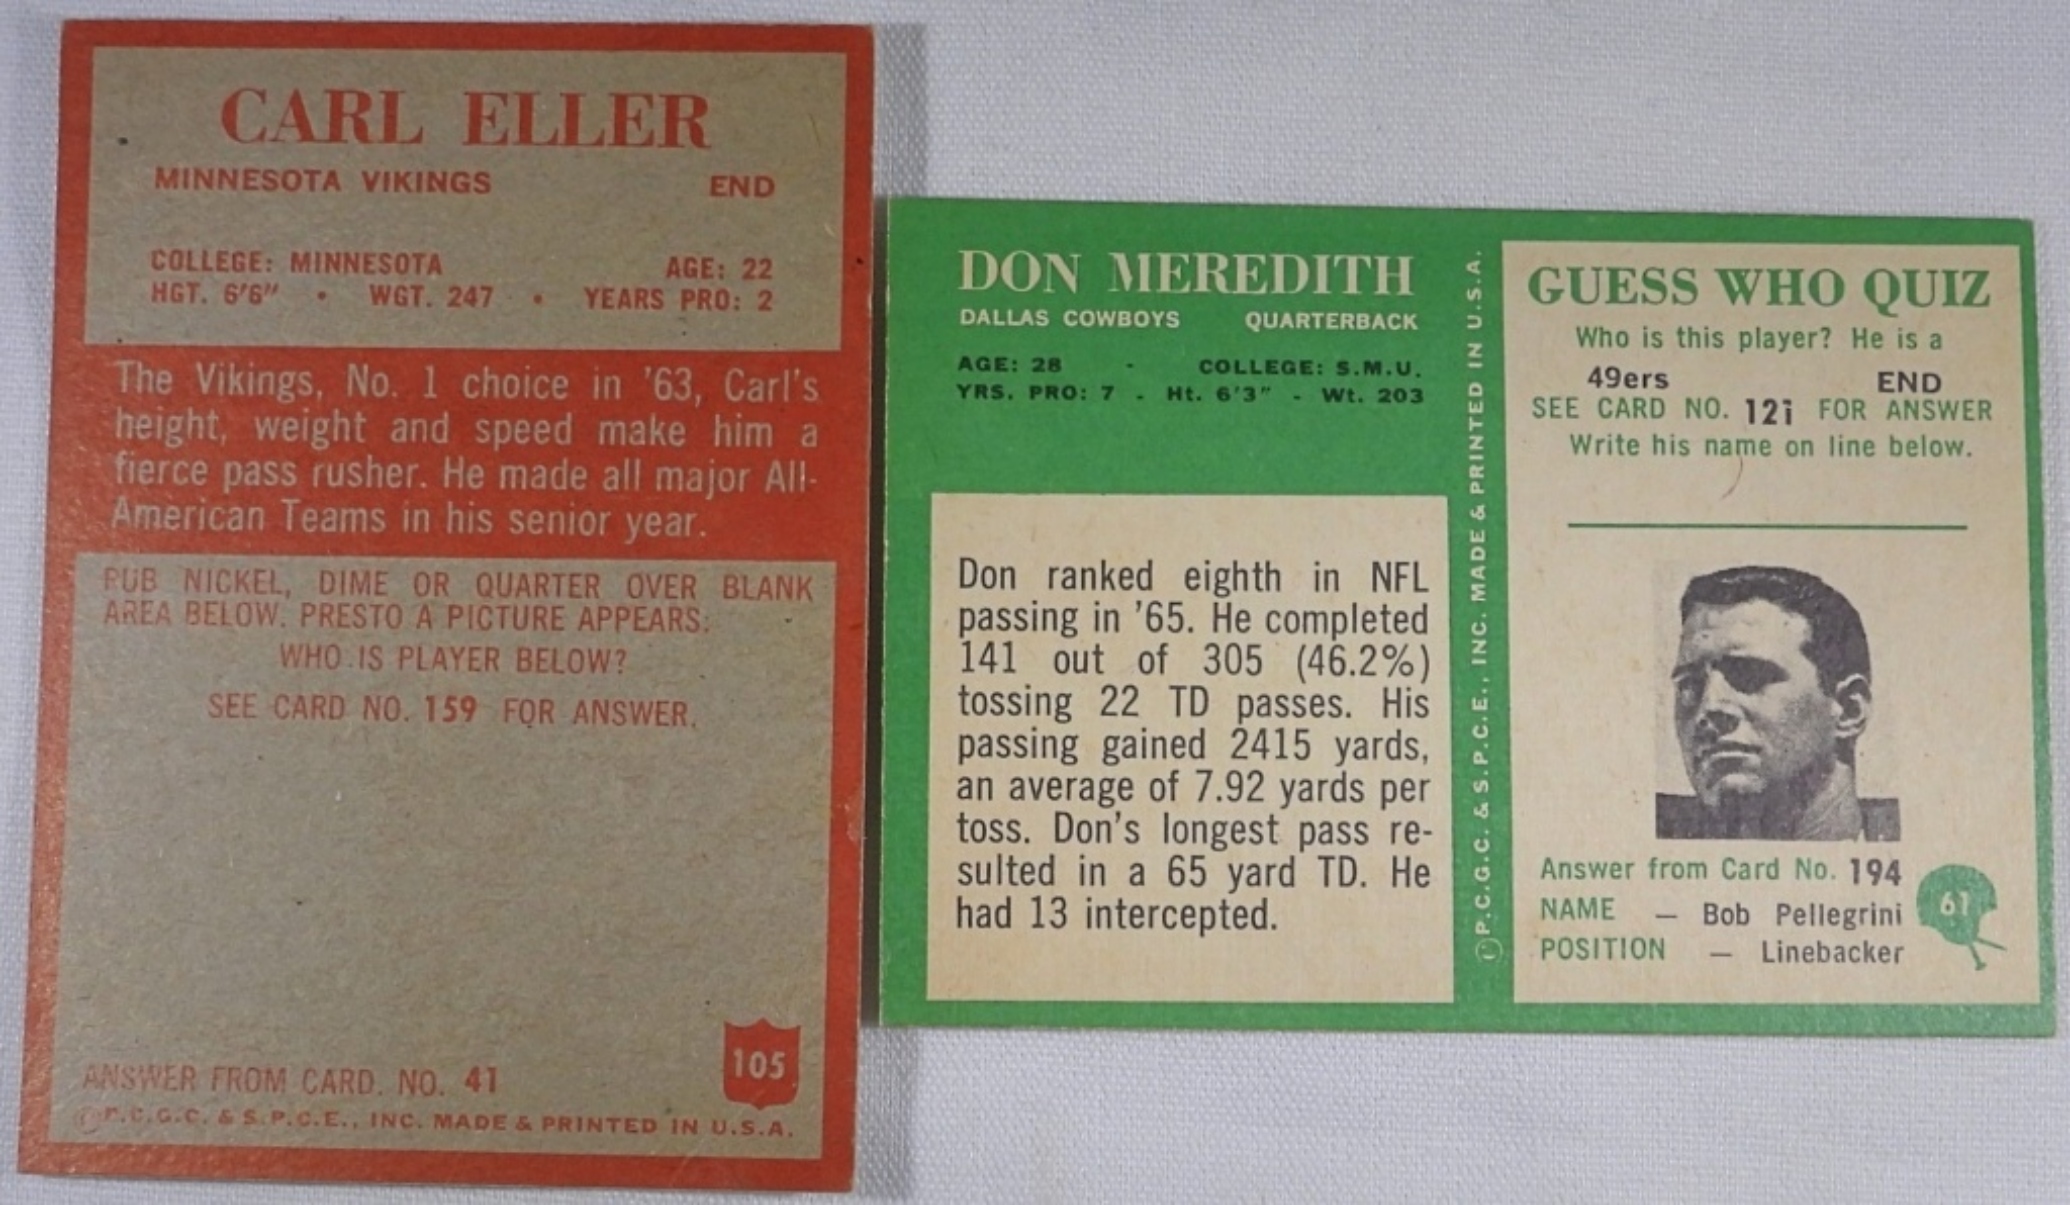 CARL ELLER
MINNESOTA VIKINGS END
COLLEGE: MINNESOTA AGE: 22
HGT. 6'6" • WGT. 247 • YEARS PRO: 2
The Vikings, No. 1 choice in '63, Carl's
height, weight and speed make him a
fierce pass rusher. He made all major All-
American Teams in his senior year.
RUB NICKEL, DIME OR QUARTER OVER BLANK
AREA BELOW. PRESTO A PICTURE APPEARS:
WHO IS PLAYER BELOW?
SEE CARD NO. 159 FOR ANSWER.
ANSWER FROM CARD. NO. 41
105
©P.C.G.C. & S.P.C.E., INC. MADE & PRINTED IN U.S.A.
DON MEREDITH
DALLAS COWBOYS QUARTERBACK
AGE: 28 - COLLEGE: S.M.U.
YRS. PRO: 7 - Ht. 6'3" - Wt. 203
Don ranked eighth in NFL
passing in '65. He completed
141 out of 305 (46.2%)
tossing 22 TD passes. His
passing gained 2415 yards,
an average of 7.92 yards per
toss. Don's longest pass re-
sulted in a 65 yard TD. He
had 13 intercepted.
©P.C.G.C. & S.P.C.E., INC. MADE & PRINTED IN U.S.A.
GUESS WHO QUIZ
Who is this player? He is a
49ers END
SEE CARD NO. 121 FOR ANSWER
Write his name on line below.
Answer from Card No. 194
NAME — Bob Pellegrini
POSITION — Linebacker
61